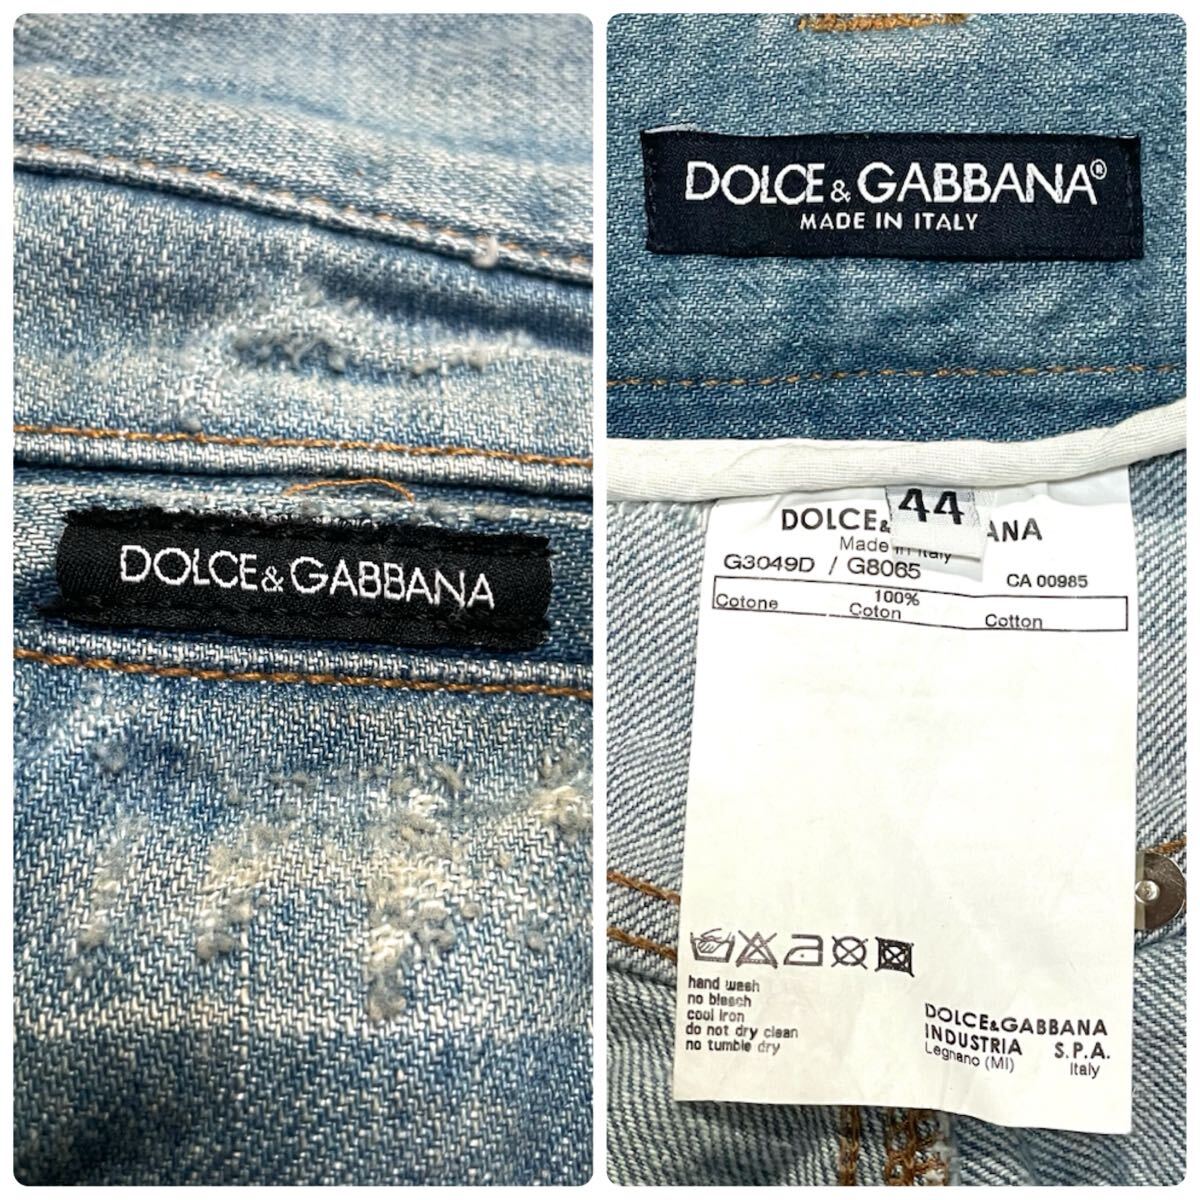 DOLCE&GABBANA
DOLCE&GABBANA®
MADE IN ITALY
44
DOLCE& ANA
Made in Italy
G3049D / G8065
CA 00985
100%
Cotone Coton Cotton
hand wash
no bleach
cool iron
do not dry clean
no tumble dry
DOLCE&GABBANA
INDUSTRIA S.P.A.
Legnano (MI) Italy